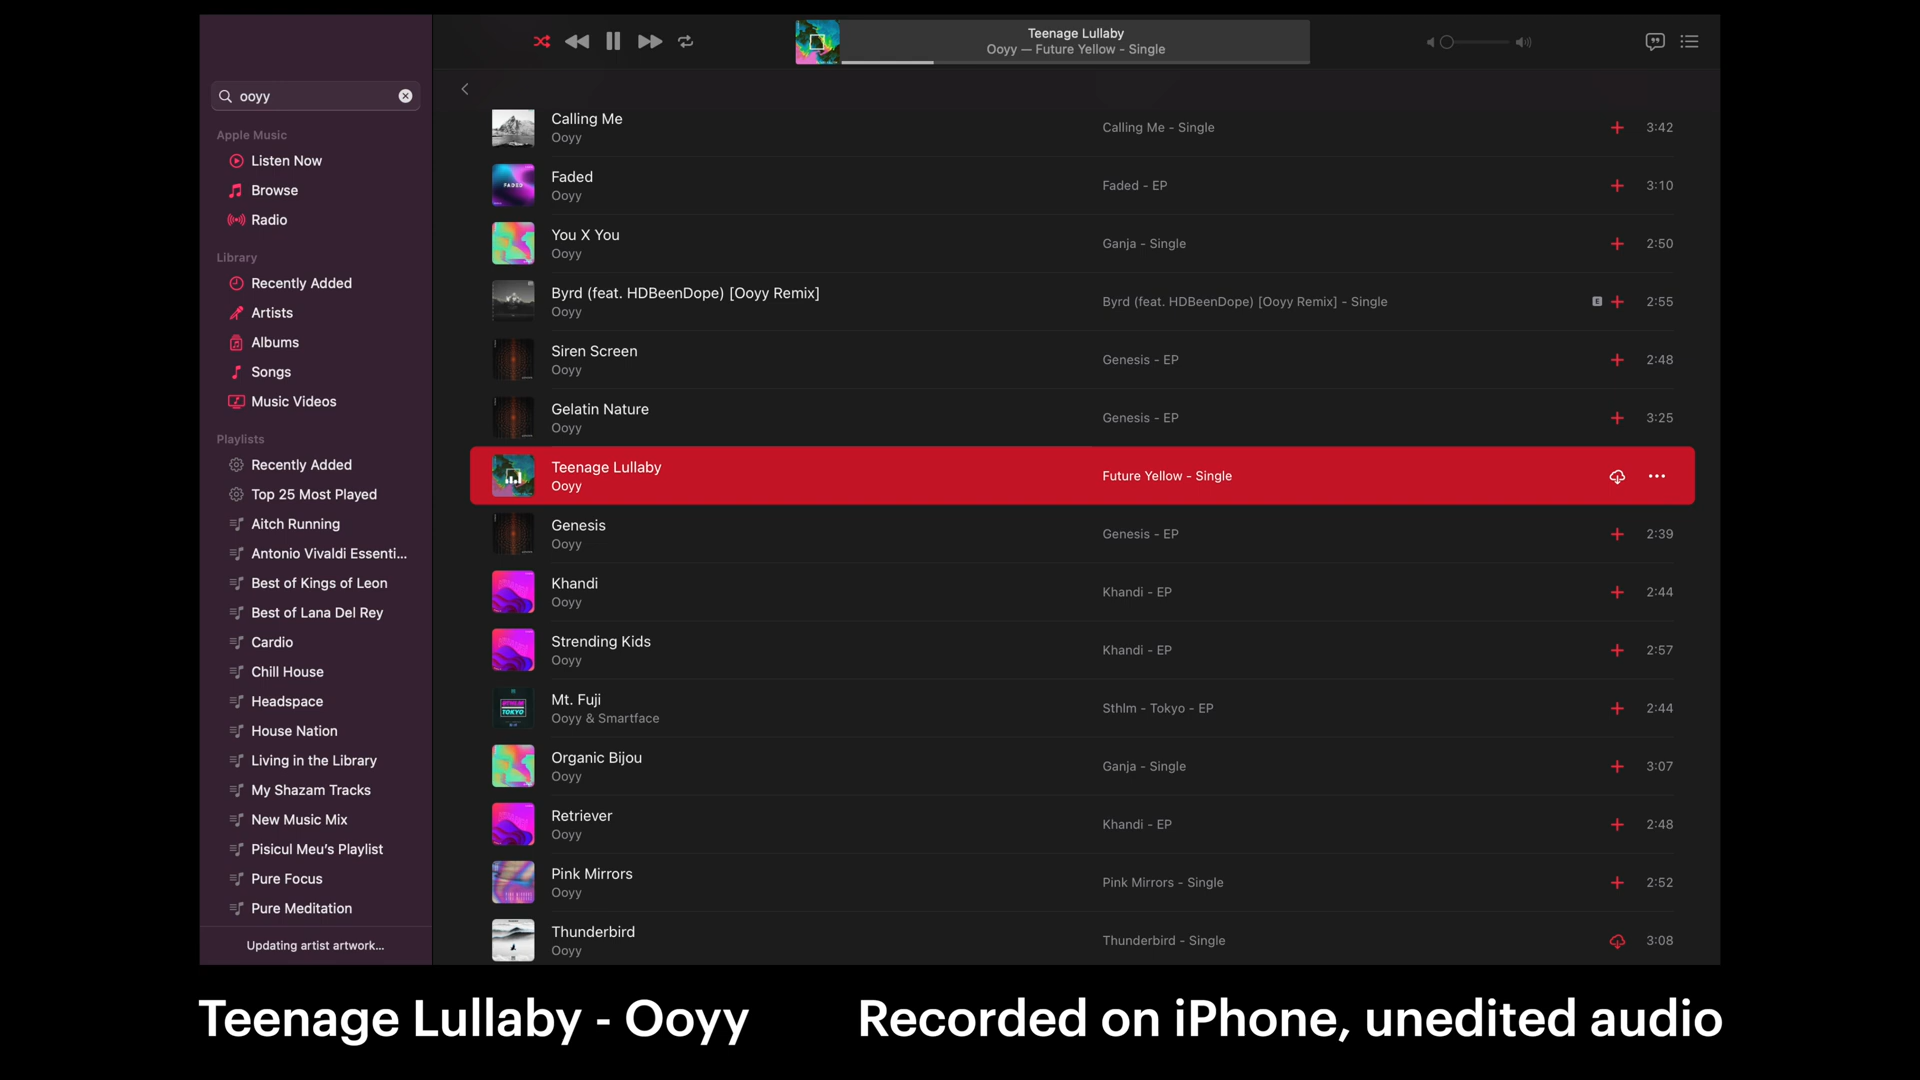 Teenage Lullaby
Ooyy — Future Yellow - Single
ooyy
Apple Music
Listen Now
Browse
Radio
Library
Recently Added
Artists
Albums
Songs
Music Videos
Playlists
Recently Added
Top 25 Most Played
Aitch Running
Antonio Vivaldi Essenti...
Best of Kings of Leon
Best of Lana Del Rey
Cardio
Chill House
Headspace
House Nation
Living in the Library
My Shazam Tracks
New Music Mix
Pisicul Meu's Playlist
Pure Focus
Pure Meditation
Updating artist artwork...
Calling Me
Ooyy
Calling Me - Single
3:42
FADED
Faded
Ooyy
Faded - EP
3:10
You X You
Ooyy
Ganja - Single
2:50
Byrd (feat. HDBeenDope) [Ooyy Remix]
Ooyy
Byrd (feat. HDBeenDope) [Ooyy Remix] - Single
E
2:55
Siren Screen
Ooyy
Genesis - EP
2:48
Gelatin Nature
Ooyy
Genesis - EP
3:25
Teenage Lullaby
Ooyy
Future Yellow - Single
Genesis
Ooyy
Genesis - EP
2:39
Khandi
Ooyy
Khandi - EP
2:44
Strending Kids
Ooyy
Khandi - EP
2:57
TOKYO
Mt. Fuji
Ooyy & Smartface
Sthlm - Tokyo - EP
2:44
Organic Bijou
Ooyy
Ganja - Single
3:07
Retriever
Ooyy
Khandi - EP
2:48
Pink Mirrors
Ooyy
Pink Mirrors - Single
2:52
Thunderbird
Ooyy
Thunderbird - Single
3:08
Teenage Lullaby - Ooyy
Recorded on iPhone, unedited audio